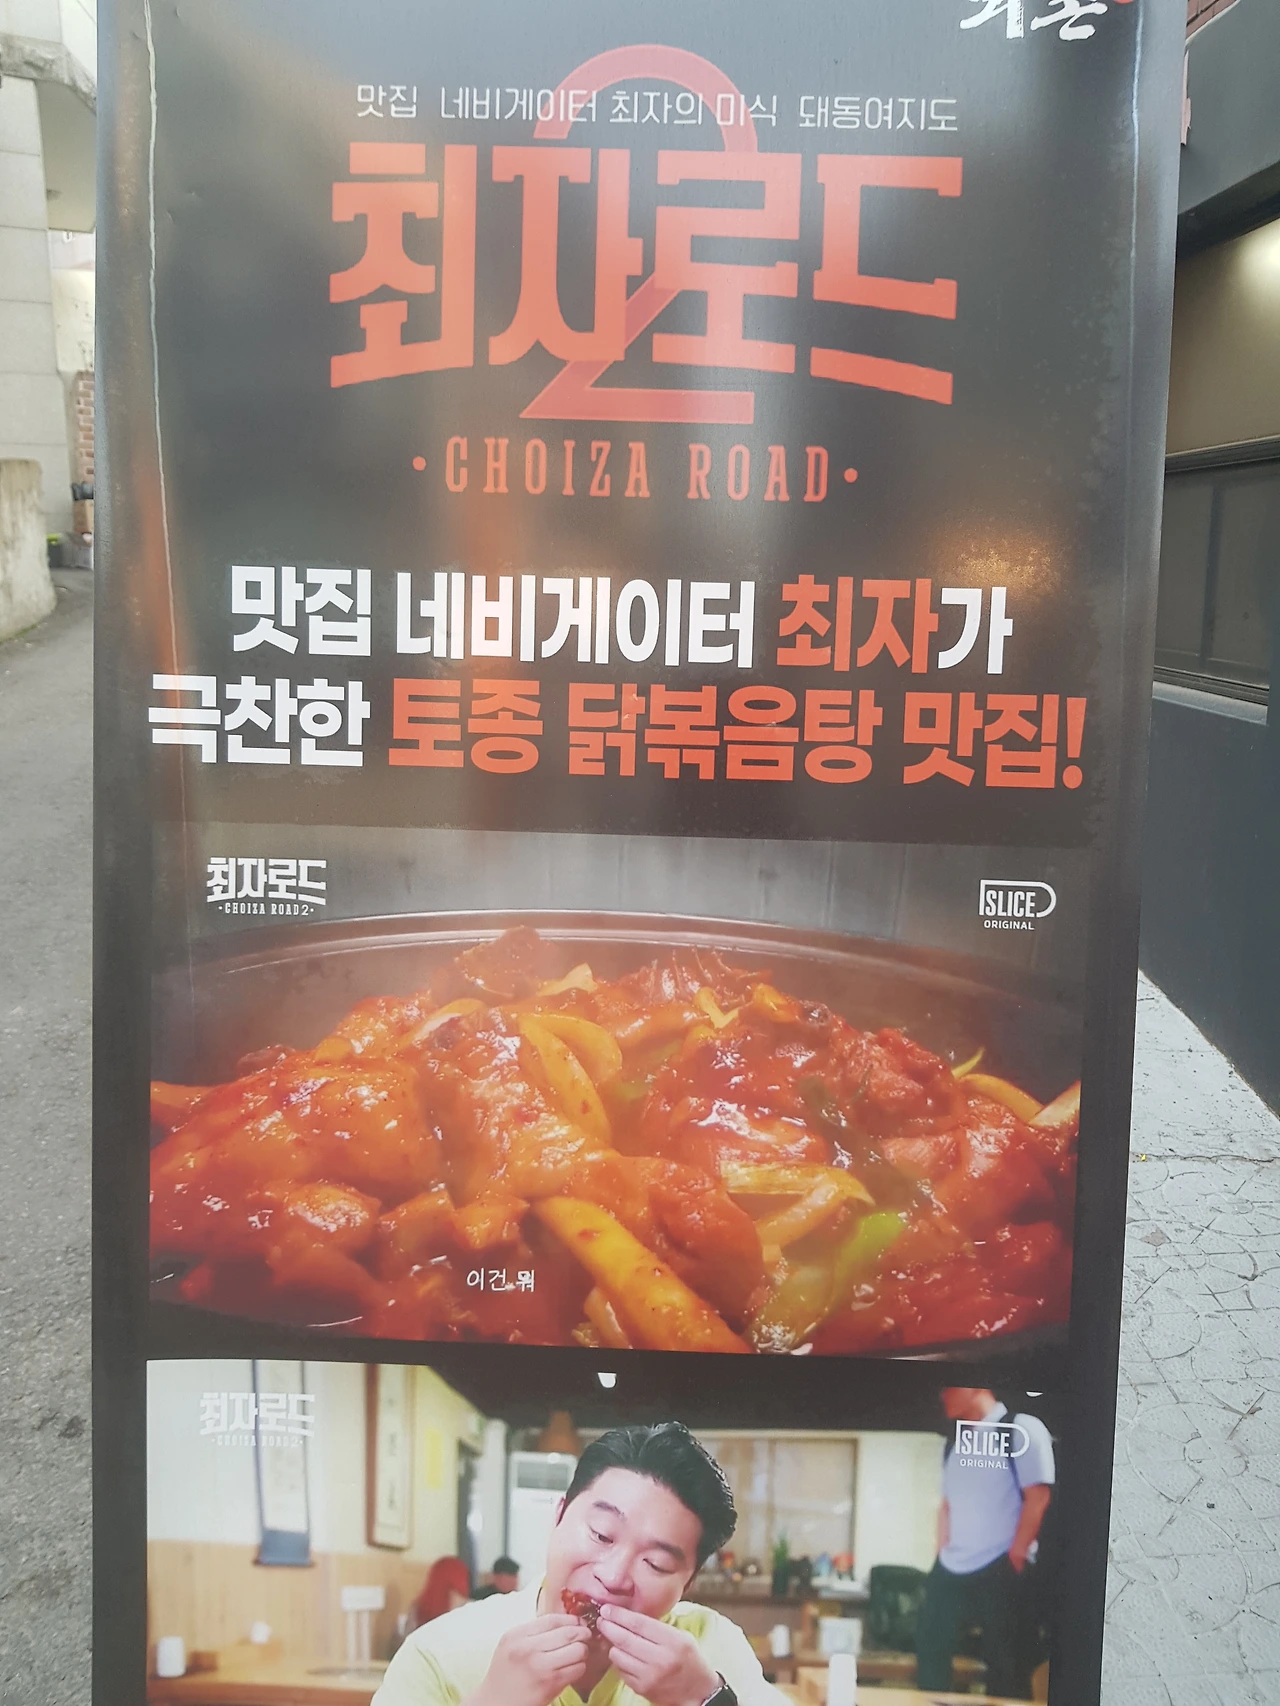 맛집 네비게이터 최자의 미식 돼동여지도
최자로드
2
·CHOIZA ROAD·
맛집 네비게이터 최자가
극찬한 토종 닭볶음탕 맛집!
최자로드
·CHOIZA ROAD2·
SLICE
ORIGINAL
이건 뭐
최자로드
·CHOIZA ROAD2·
SLICE
ORIGINAL